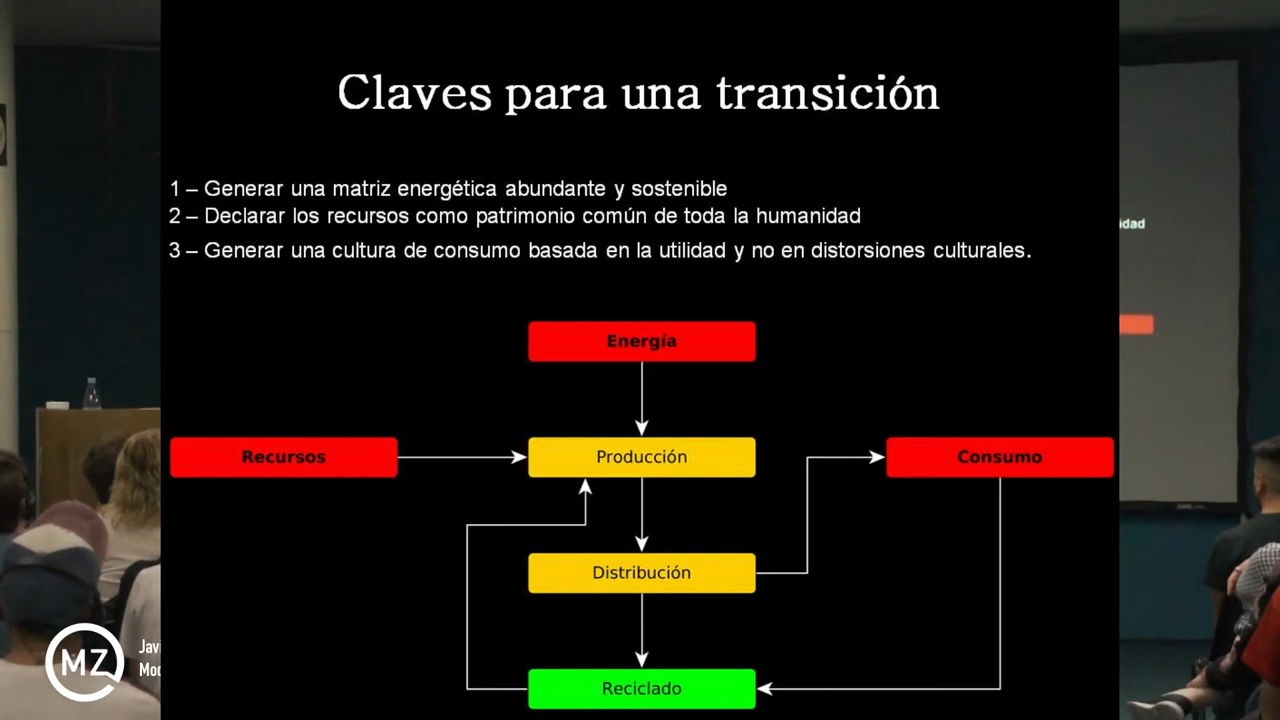 Claves para una transición
1 – Generar una matriz energética abundante y sostenible
2 – Declarar los recursos como patrimonio común de toda la humanidad
3 – Generar una cultura de consumo basada en la utilidad y no en distorsiones culturales.
Energía
Recursos
Producción
Consumo
Distribución
Reciclado
MZ